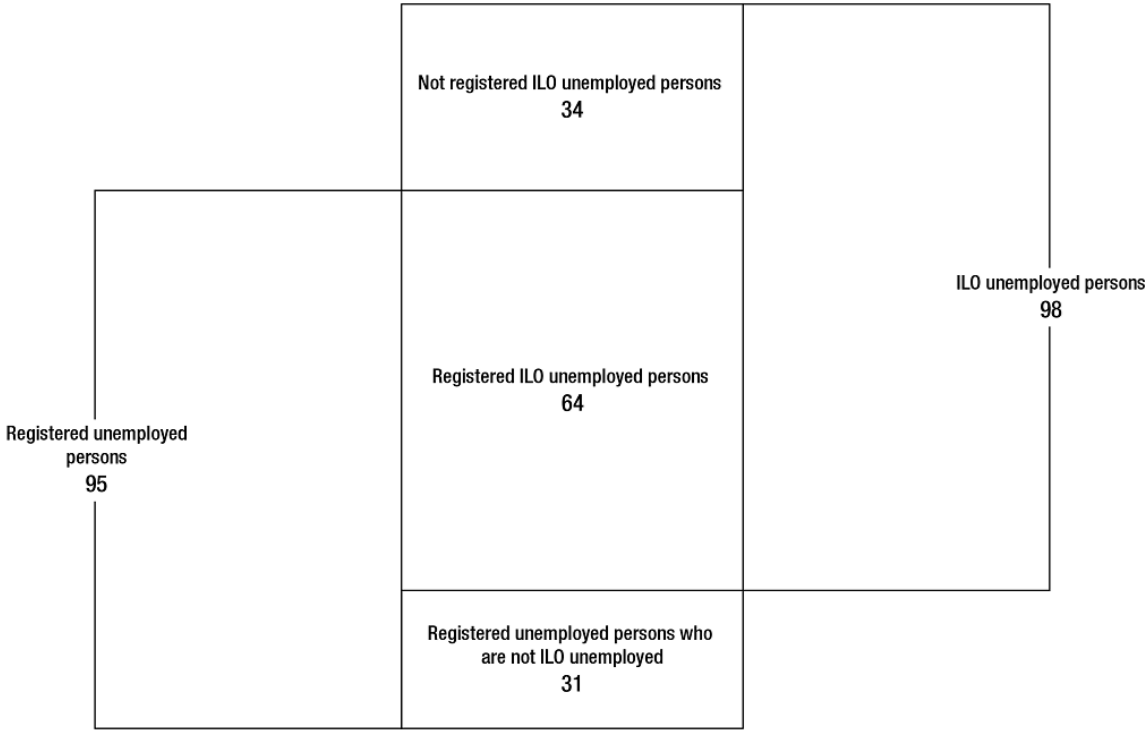 Not registered ILO unemployed persons
34
ILO unemployed persons
98
Registered ILO unemployed persons
64
Registered unemployed
persons
95
Registered unemployed persons who
are not ILO unemployed
31